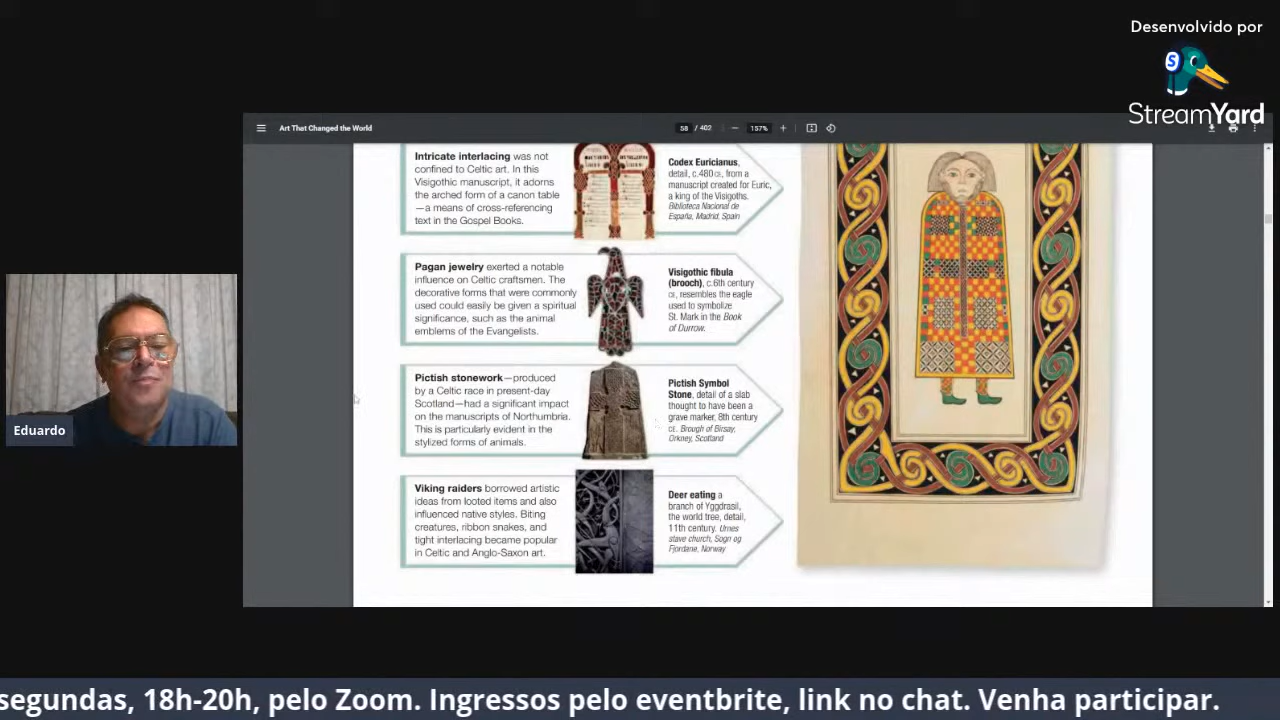 Desenvolvido por
StreamYard
Art That Changed the World
58 / 402
157%
Intricate interlacing was not
confined to Celtic art. In this
Visigothic manuscript, it adorns
the arched form of a canon table
—a means of cross-referencing
text in the Gospel Books.
Codex Euricianus,
detail, c.480 CE, from a
manuscript created for Euric,
a king of the Visigoths.
Biblioteca Nacional de
España, Madrid, Spain
Pagan jewelry exerted a notable
influence on Celtic craftsmen. The
decorative forms that were commonly
used could easily be given a spiritual
significance, such as the animal
emblems of the Evangelists.
Visigothic fibula
(brooch), c.6th century
CE, resembles the eagle
used to symbolize
St. Mark in the Book
of Durrow.
Pictish stonework—produced
by a Celtic race in present-day
Scotland—had a significant impact
on the manuscripts of Northumbria.
This is particularly evident in the
stylized forms of animals.
Pictish Symbol
Stone, detail of a slab
thought to have been a
grave marker, 8th century
CE. Brough of Birsay,
Orkney, Scotland
Viking raiders borrowed artistic
ideas from looted items and also
influenced native styles. Biting
creatures, ribbon snakes, and
tight interlacing became popular
in Celtic and Anglo-Saxon art.
Deer eating a
branch of Yggdrasil,
the world tree, detail,
11th century. Urnes
stave church, Sogn og
Fjordane, Norway
Eduardo
segundas, 18h-20h, pelo Zoom. Ingressos pelo eventbrite, link no chat. Venha participar.